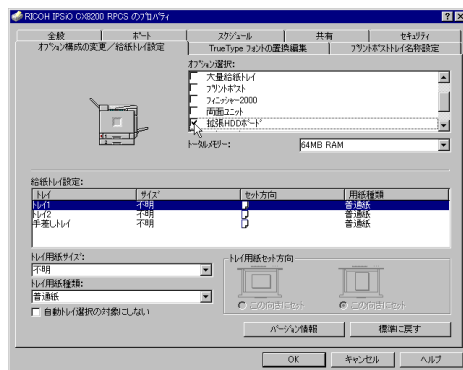 RICOH IPSiO CX8200 RPCS のプロパティ
全般 ポート スケジュール 共有 セキュリティ
オプション構成の変更／給紙トレイ設定 TrueType フォントの置換編集 プリントポストトレイ名称設定
オプション選択:
大量給紙トレイ
プリントポスト
フィニッシャー2000
両面ユニット
拡張HDDボード
トータルメモリー: 64MB RAM
給紙トレイ設定:
トレイ サイズ セット方向 用紙種類
トレイ1 不明 普通紙
トレイ2 不明 普通紙
手差しトレイ 不明 普通紙
トレイ用紙サイズ:
不明
トレイ用紙種類:
普通紙
自動トレイ選択の対象にしない
トレイ用紙セット方向
この向きにセット この向きにセット
バージョン情報 標準に戻す
OK キャンセル ヘルプ